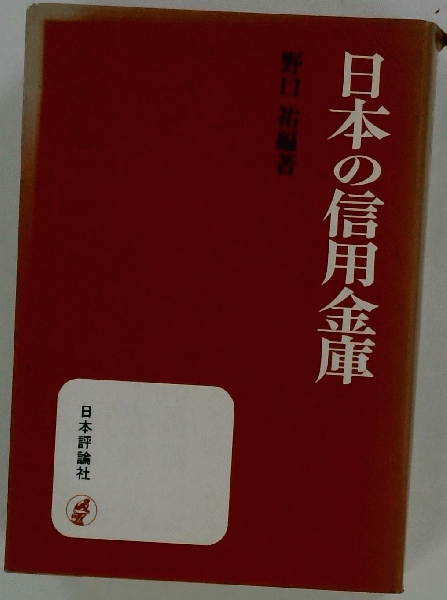 日本の信用金庫
野口祐編著
日本評論社